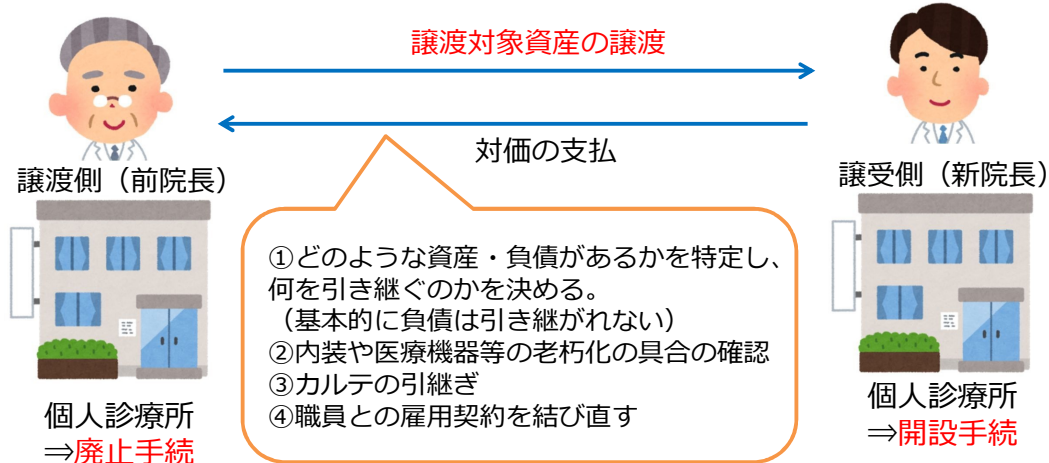 譲渡対象資産の譲渡
対価の支払
譲渡側（前院長）
譲受側（新院長）
①どのような資産・負債があるかを特定し、
何を引き継ぐのかを決める。
（基本的に負債は引き継がれない）
②内装や医療機器等の老朽化の具合の確認
③カルテの引継ぎ
④職員との雇用契約を結び直す
個人診療所
⇒廃止手続
個人診療所
⇒開設手続